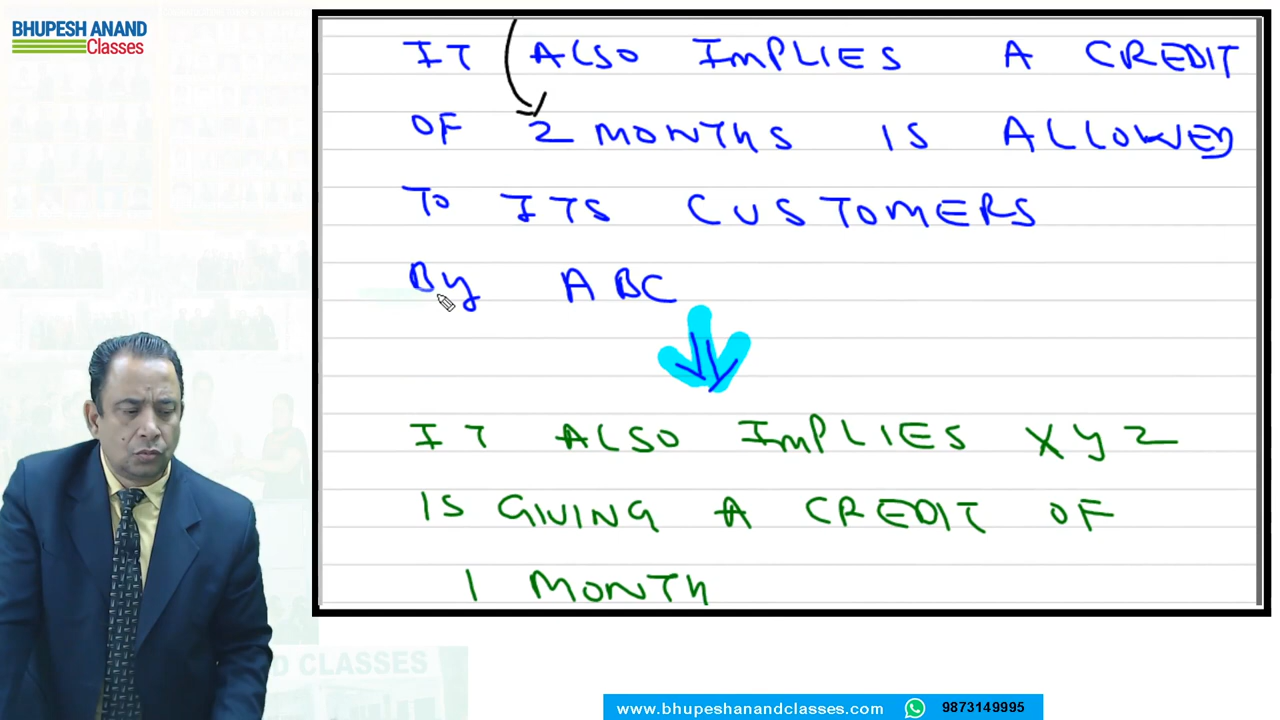 BHUPESH ANAND
Classes
IT ALSO IMPLIES A CREDIT
OF 2 MONTHS IS ALLOWED
TO ITS CUSTOMERS
By ABC
IT ALSO IMPLIES XYZ
IS GIVING A CREDIT OF
1 MONTH
D CLASSES
www.bhupeshanandclasses.com 9873149995